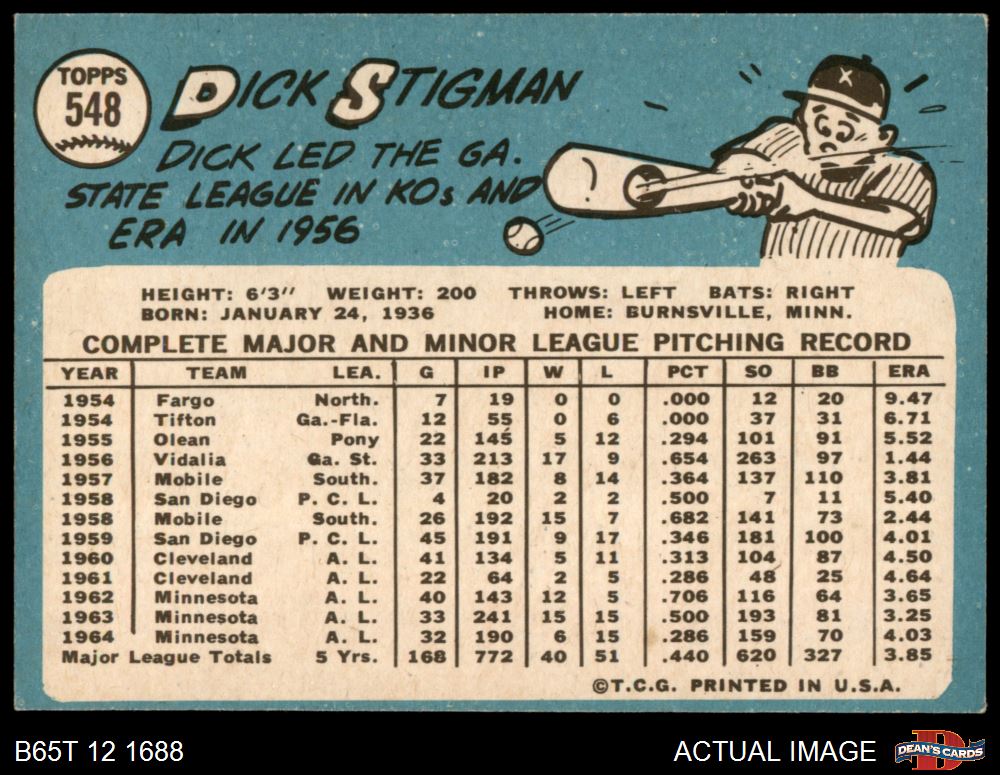 TOPPS
548
DICK STIGMAN
DICK LED THE GA.
STATE LEAGUE IN KOs AND
ERA IN 1956
X
HEIGHT: 6'3" WEIGHT: 200 THROWS: LEFT BATS: RIGHT
BORN: JANUARY 24, 1936 HOME: BURNSVILLE, MINN.
COMPLETE MAJOR AND MINOR LEAGUE PITCHING RECORD
YEAR TEAM LEA. G IP W L PCT SO BB ERA
1954 Fargo North. 7 19 0 0 .000 12 20 9.47
1954 Tifton Ga.-Fla. 12 55 0 6 .000 37 31 6.71
1955 Olean Pony 22 145 5 12 .294 101 91 5.52
1956 Vidalia Ga. St. 33 213 17 9 .654 263 97 1.44
1957 Mobile South. 37 182 8 14 .364 137 110 3.81
1958 San Diego P. C. L. 4 20 2 2 .500 7 11 5.40
1958 Mobile South. 26 192 15 7 .682 141 73 2.44
1959 San Diego P. C. L. 45 191 9 17 .346 181 100 4.01
1960 Cleveland A. L. 41 134 5 11 .313 104 87 4.50
1961 Cleveland A. L. 22 64 2 5 .286 48 25 4.64
1962 Minnesota A. L. 40 143 12 5 .706 116 64 3.65
1963 Minnesota A. L. 33 241 15 15 .500 193 81 3.25
1964 Minnesota A. L. 32 190 6 15 .286 159 70 4.03
Major League Totals 5 Yrs. 168 772 40 51 .440 620 327 3.85
©T.C.G. PRINTED IN U.S.A.
B65T 12 1688 ACTUAL IMAGE DEAN'S CARDS